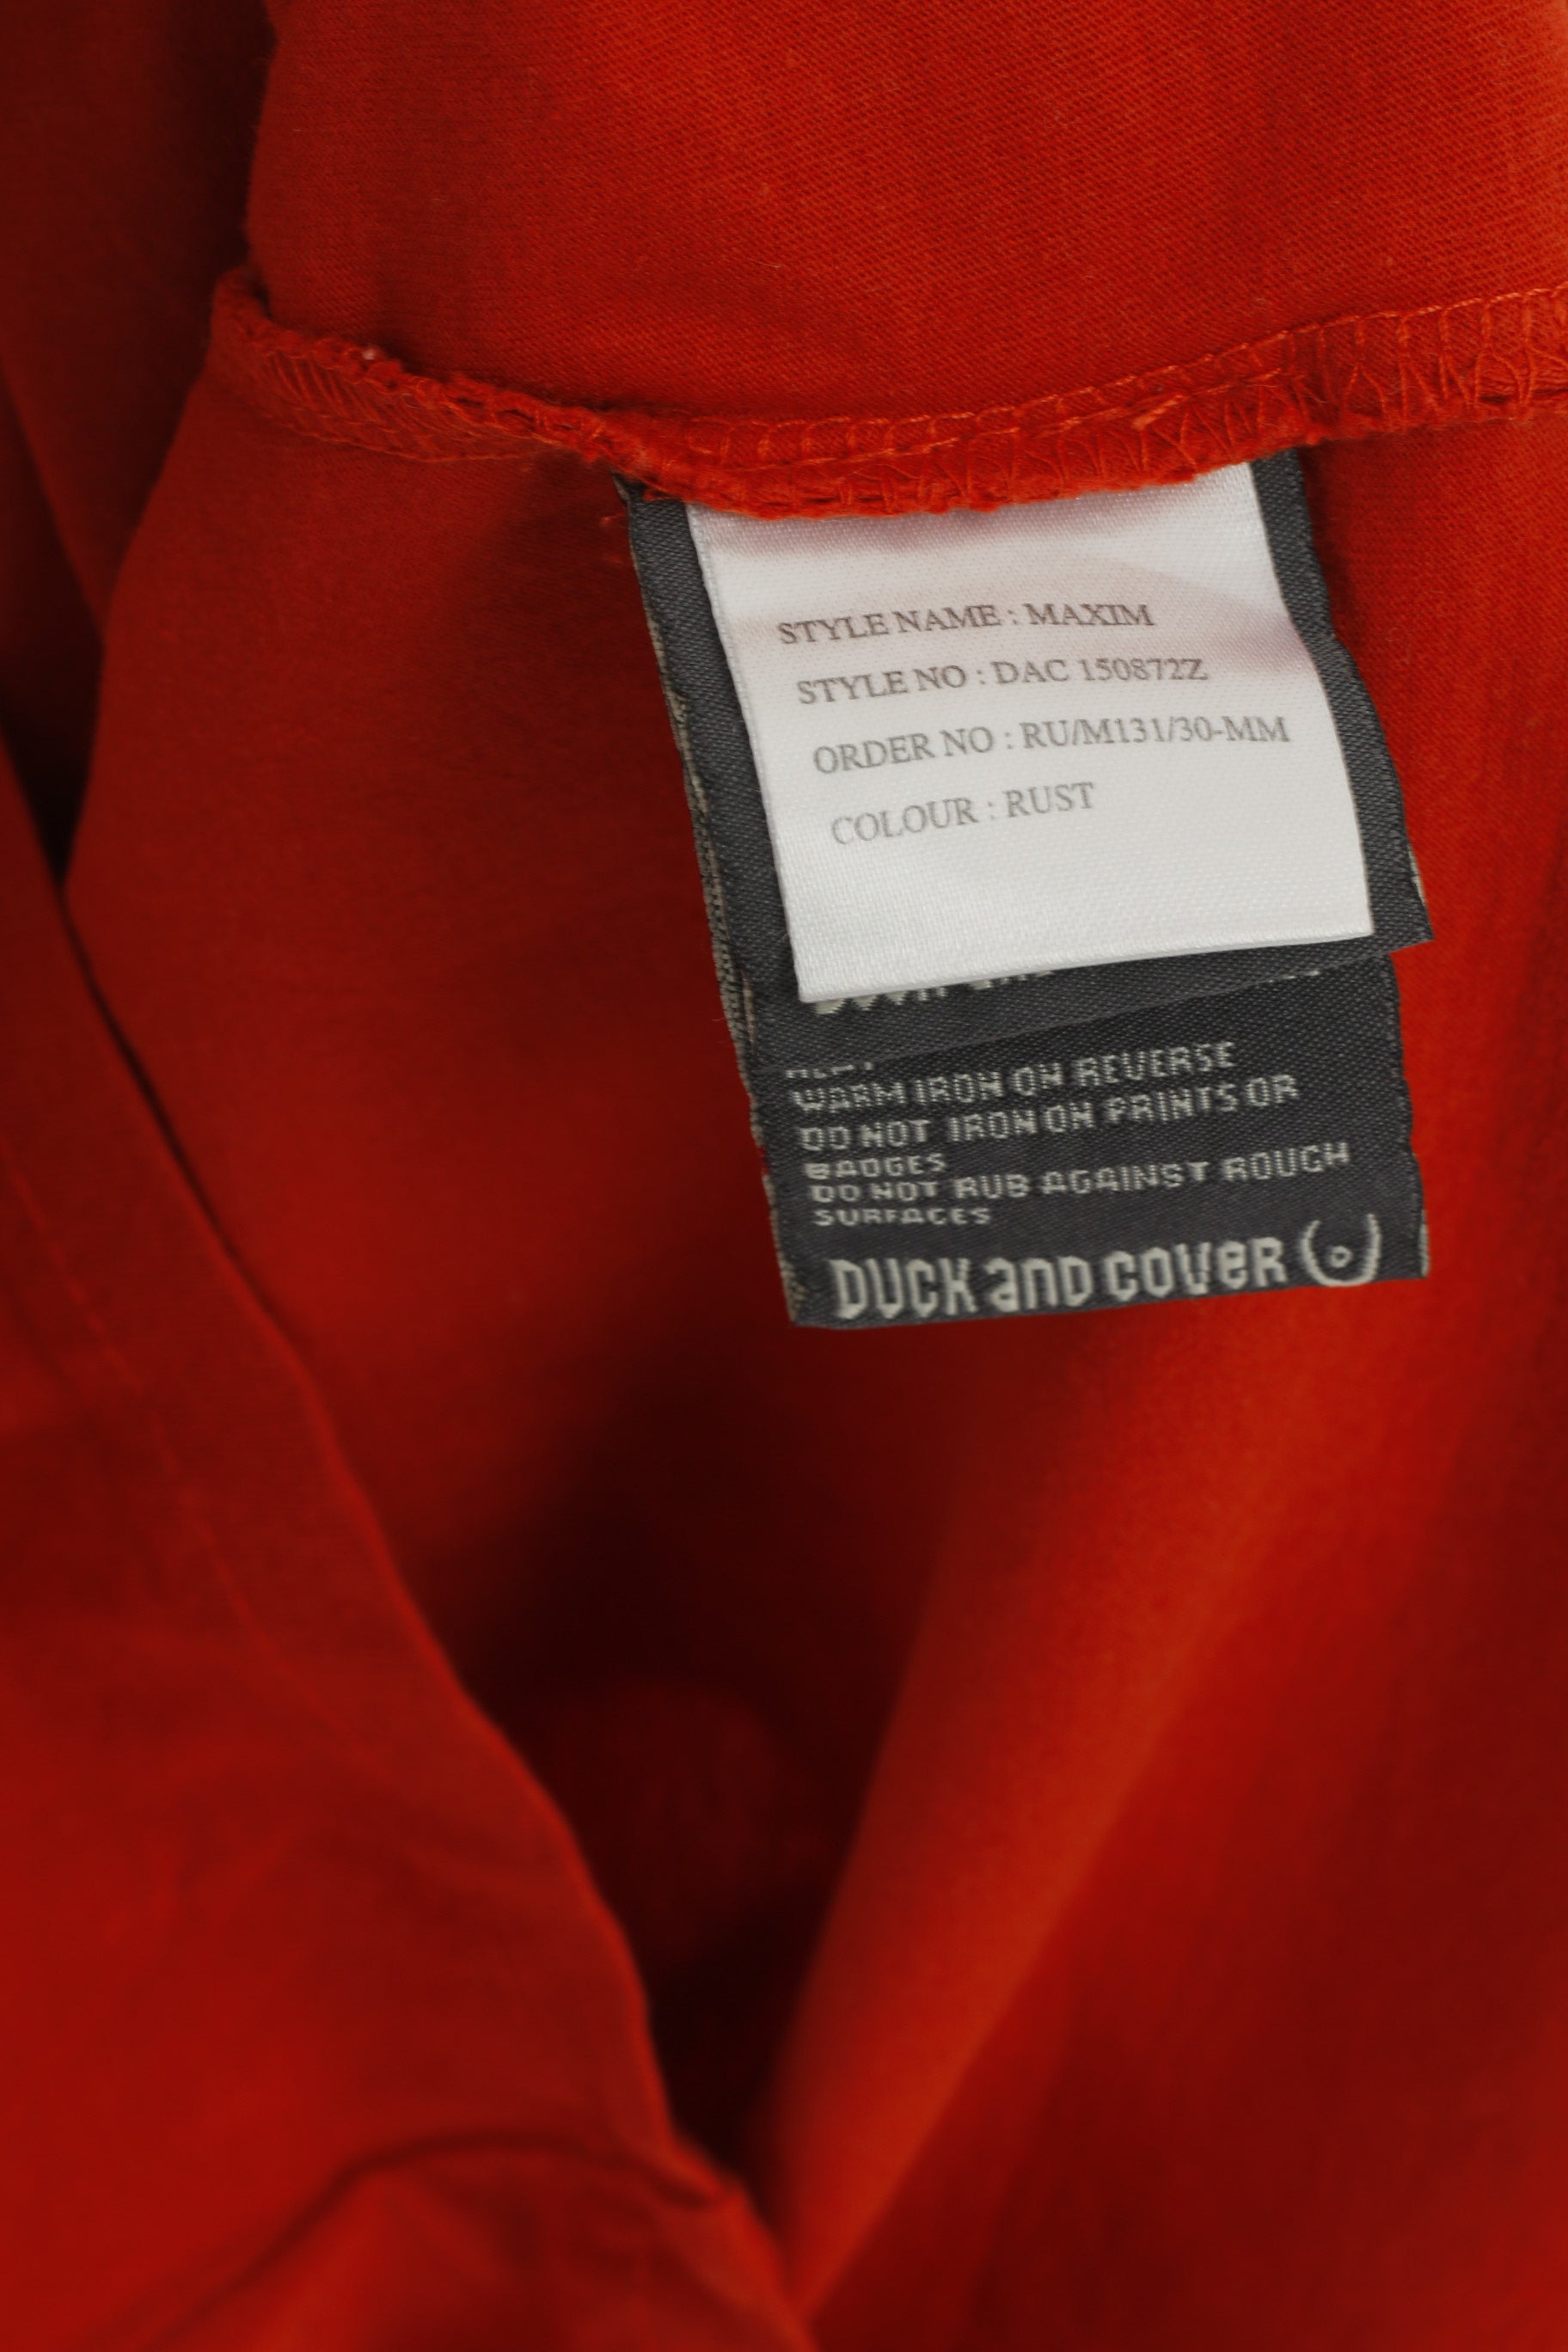 STYLE NAME : MAXIM
STYLE NO : DAC 150872Z
ORDER NO : RU/M131/30-MM
COLOUR : RUST
WARM IRON ON REVERSE
DO NOT IRON ON PRINTS OR
BADGES
DO NOT RUB AGAINST ROUGH
SURFACES
DUCK and COVeR